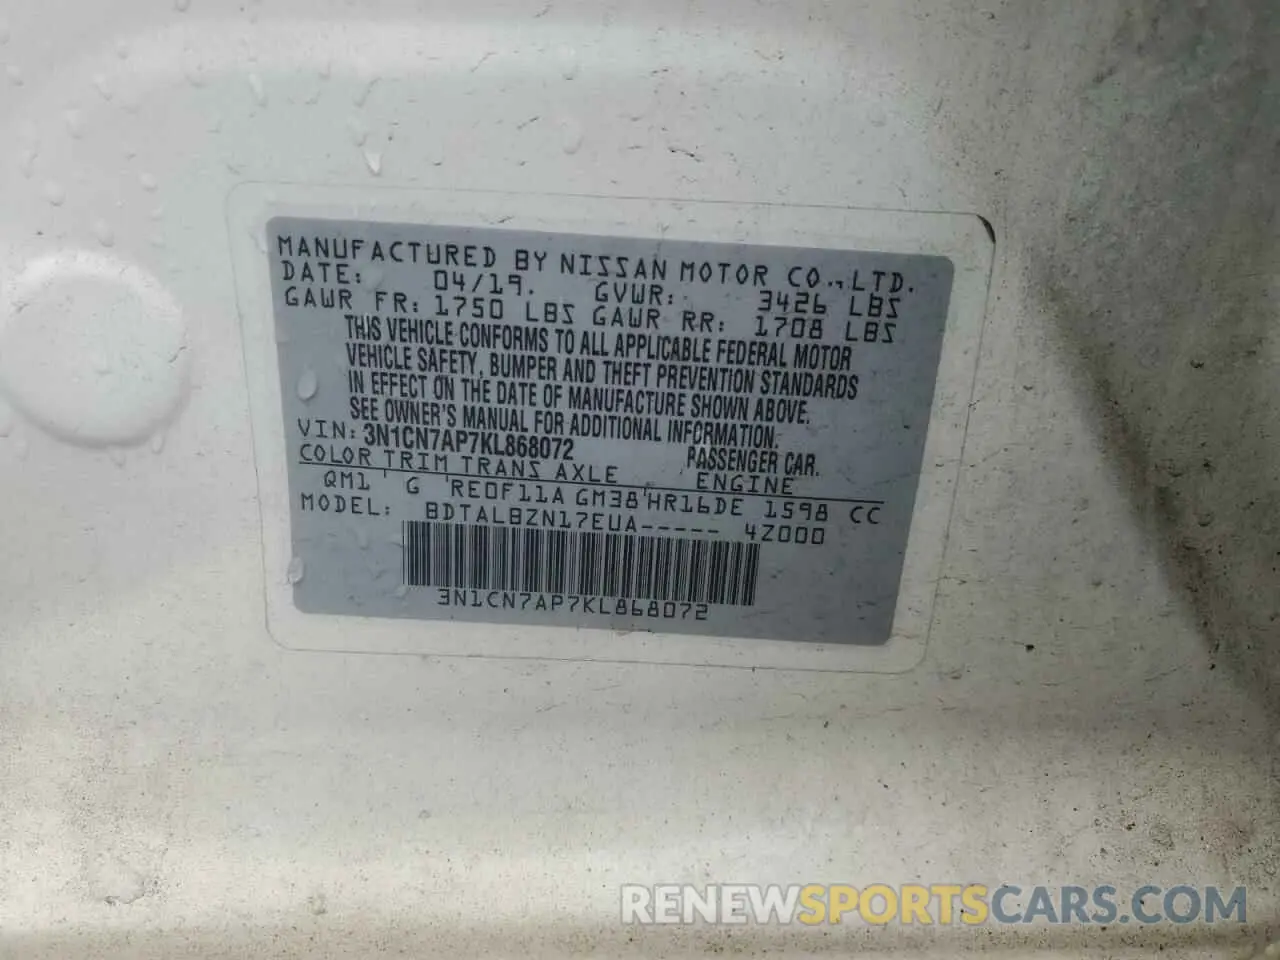 MANUFACTURED BY NISSAN MOTOR CO., LTD.
DATE: 04/19. GVWR: 3426 LBS
GAWR FR: 1750 LBS GAWR RR: 1708 LBS
THIS VEHICLE CONFORMS TO ALL APPLICABLE FEDERAL MOTOR
VEHICLE SAFETY, BUMPER AND THEFT PREVENTION STANDARDS
IN EFFECT ON THE DATE OF MANUFACTURE SHOWN ABOVE.
SEE OWNER'S MANUAL FOR ADDITIONAL INFORMATION.
VIN: 3N1CN7AP7KL868072 PASSENGER CAR.
COLOR TRIM TRANS AXLE ENGINE
QM1 ' G 'RE0F11A GM38'HR16DE 1598 CC
MODEL: BDTALBZN17EUA----- 4Z000
3N1CN7AP7KL868072
RENEWSPORTSCARS.COM